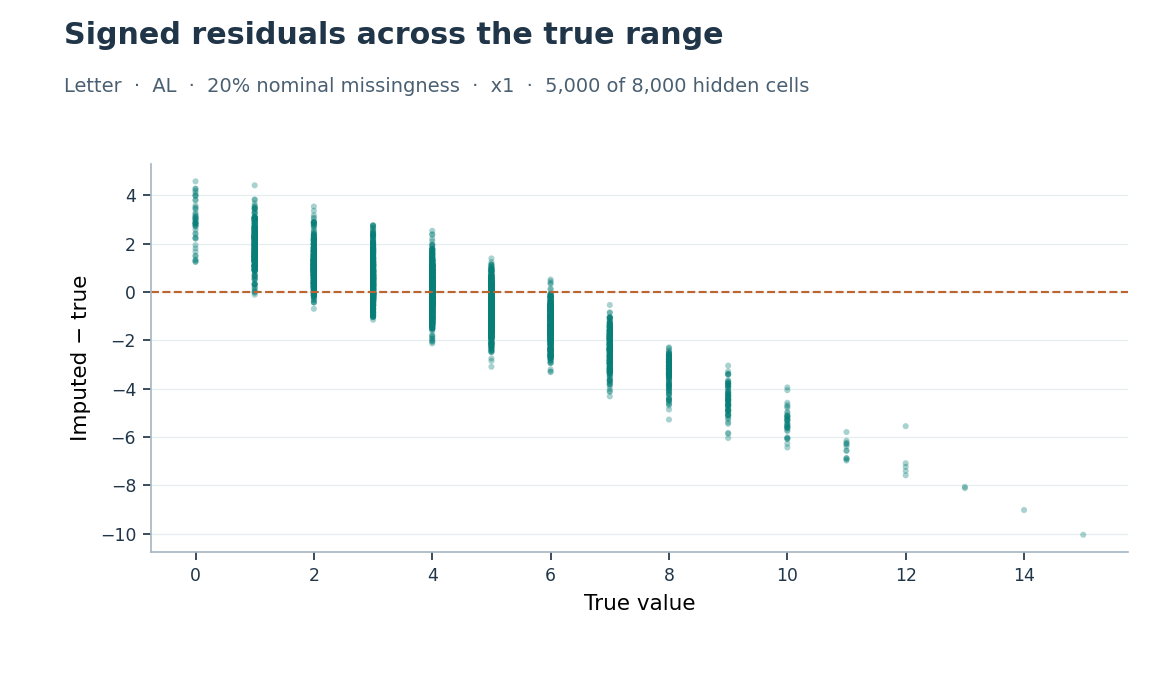 Signed residuals across the true range
Letter · AL · 20% nominal missingness · x1 · 5,000 of 8,000 hidden cells
4
2
0
−2
−4
−6
−8
−10
Imputed − true
0 2 4 6 8 10 12 14
True value